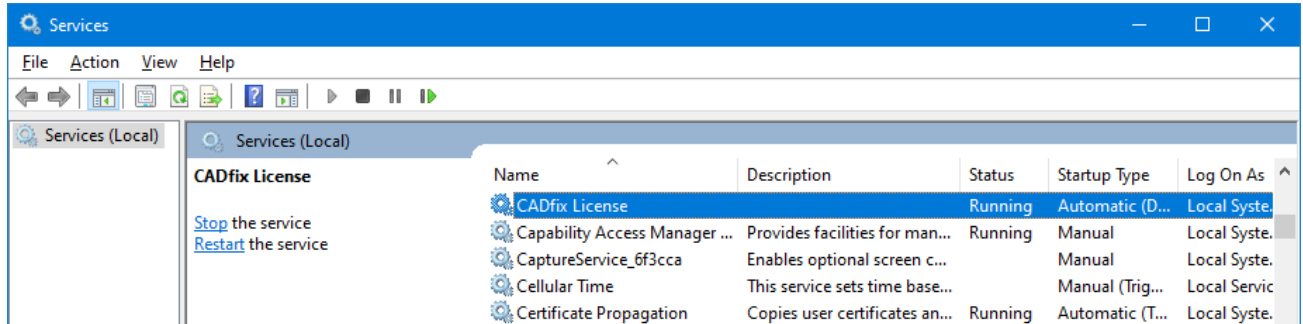 Services
File Action View Help
Services (Local)
Services (Local)
CADfix License
Stop the service
Restart the service
Name Description Status Startup Type Log On As
CADfix License Running Automatic (D... Local Syste.
Capability Access Manager ... Provides facilities for man... Running Manual Local Syste.
CaptureService_6f3cca Enables optional screen c... Manual Local Syste.
Cellular Time This service sets time base... Manual (Trig... Local Servic
Certificate Propagation Copies user certificates an... Running Automatic (T... Local Syste.